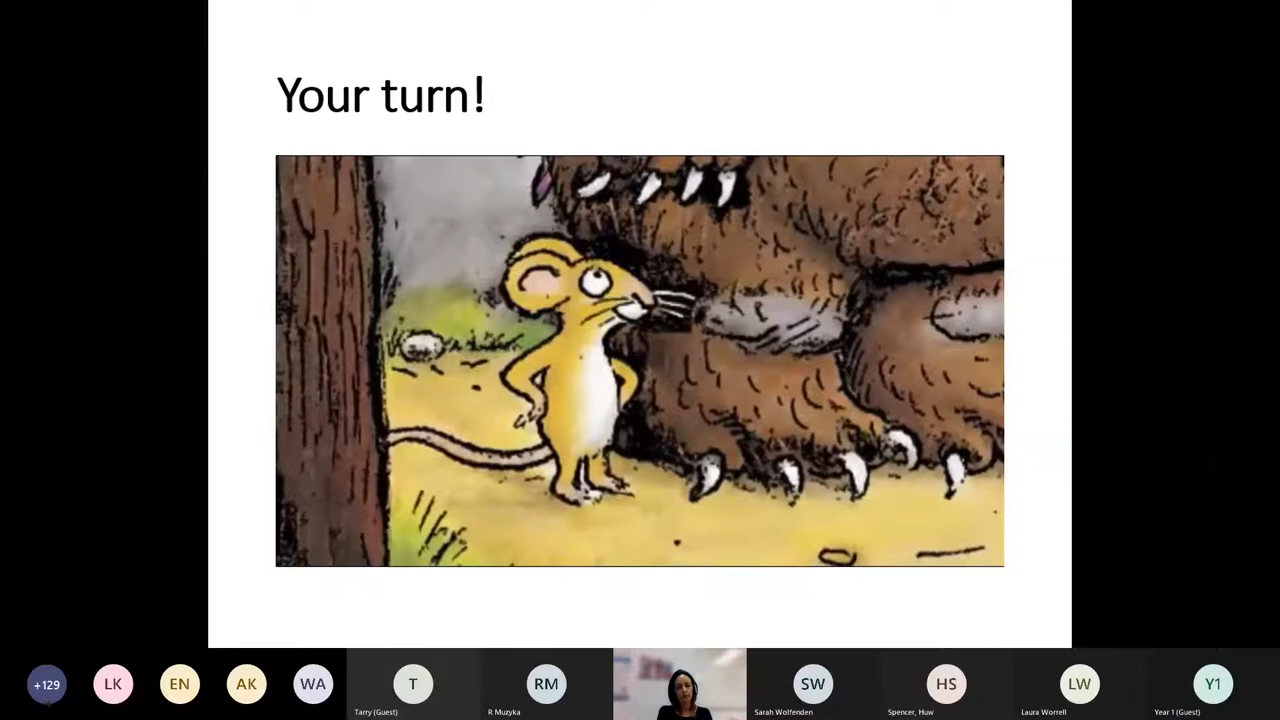 Your turn!
+129
LK
EN
AK
WA
T
RM
SW
HS
LW
Y1
Tarry (Guest)
R Muzyka
Sarah Wolfenden
Spencer, Huw
Laura Worrell
Year 1 (Guest)